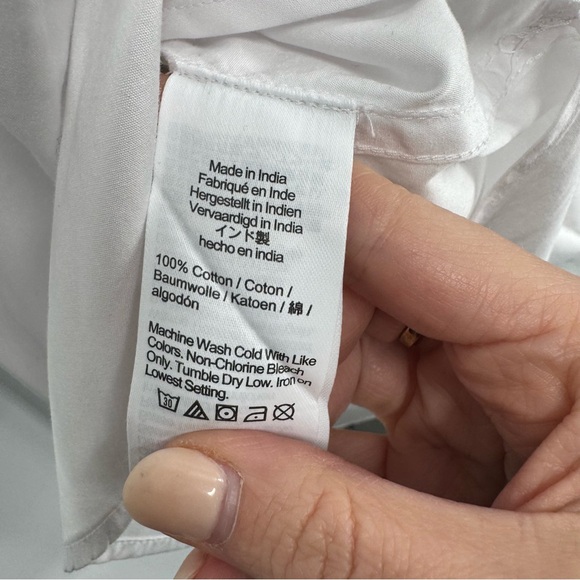 Made in India
Fabriqué en Inde
Hergestellt in Indien
Vervaardigd in India
インド製
hecho en india
100% Cotton / Coton /
Baumwolle / Katoen / 綿 /
algodón
Machine Wash Cold With Like
Colors. Non-Chlorine Bleach
Only. Tumble Dry Low. Iron on
Lowest Setting.
30